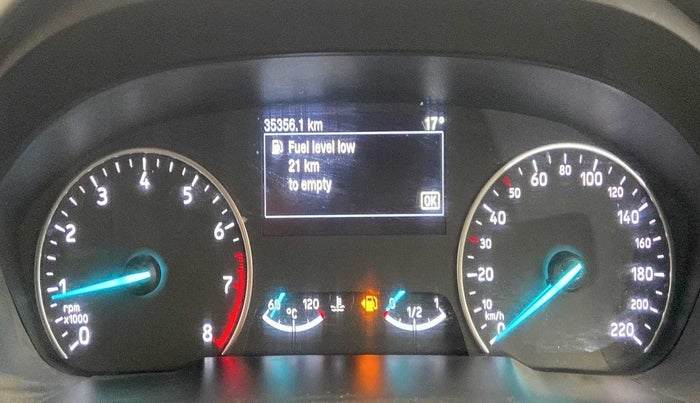 35356.1 km 17°
Fuel level low
21 km
to empty
OK
0 1 2 3 4 5 6 7 8
rpm
x1000
60 120
°C
0 1/2 1
0 10 20 30 40 50 60 80 100 120 140 160 180 200 220
km/h